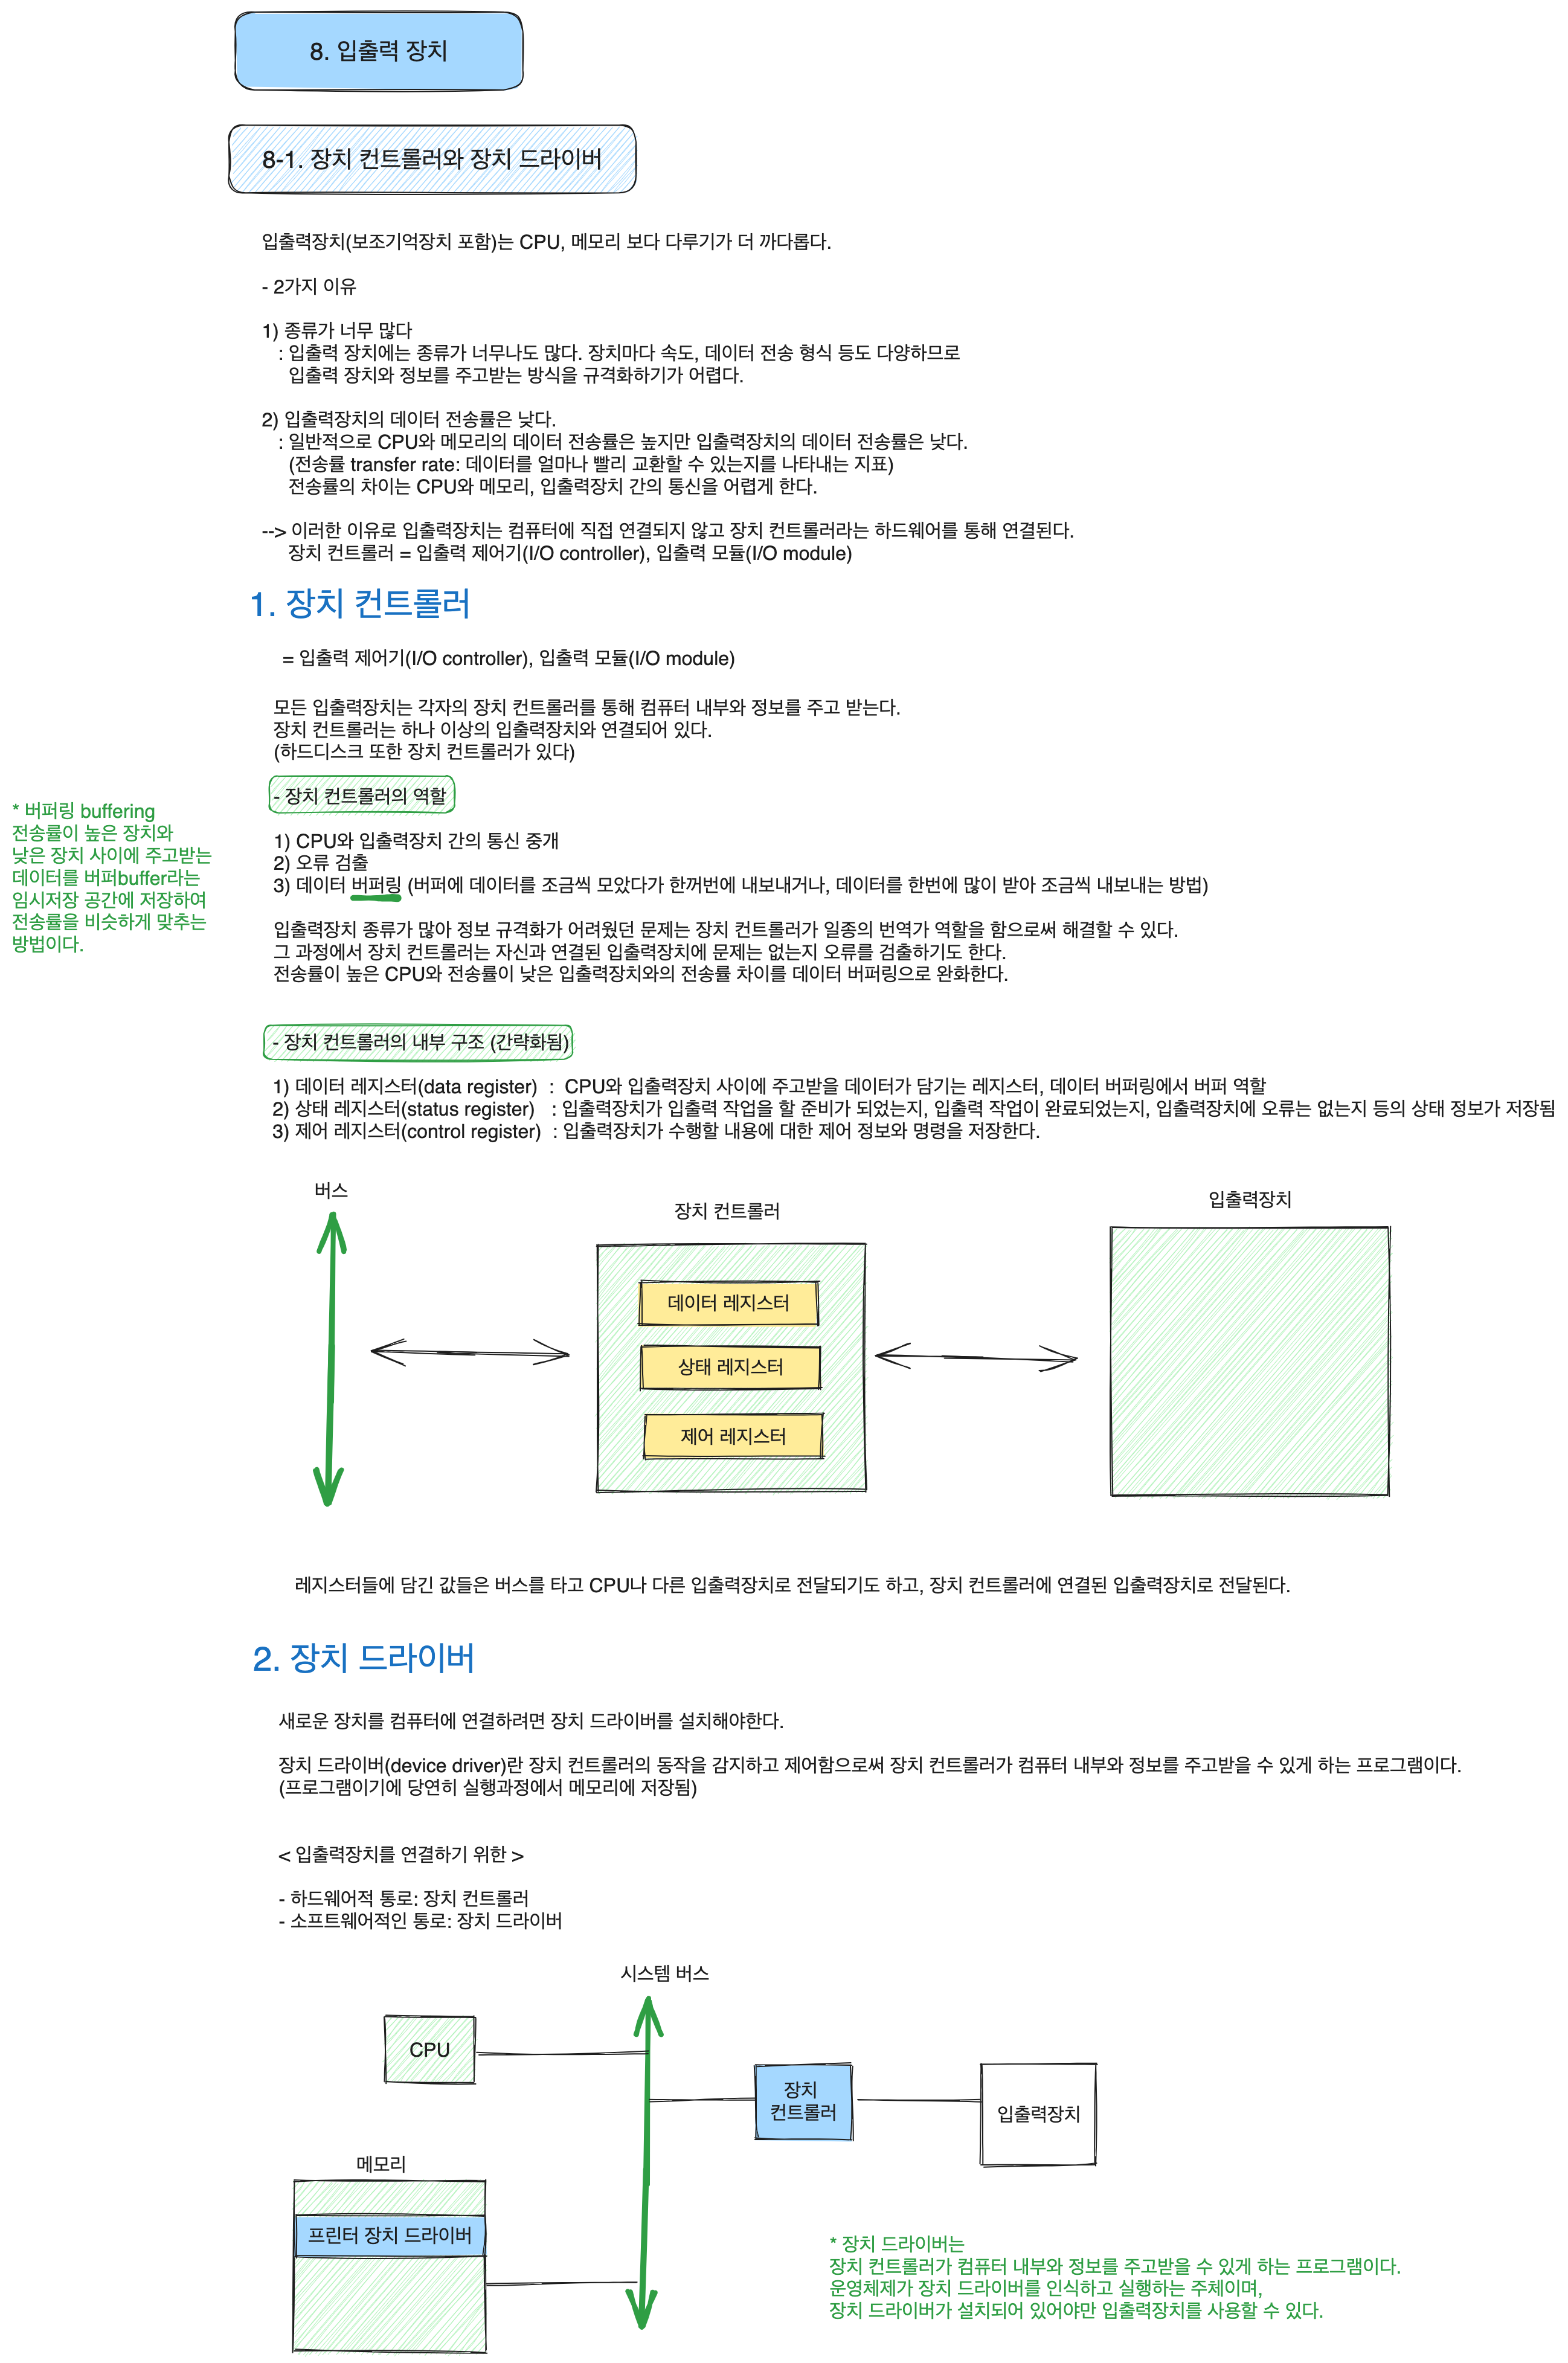 8. 입출력 장치
8-1. 장치 컨트롤러와 장치 드라이버
입출력장치(보조기억장치 포함)는 CPU, 메모리 보다 다루기가 더 까다롭다.
- 2가지 이유
1) 종류가 너무 많다
: 입출력 장치에는 종류가 너무나도 많다. 장치마다 속도, 데이터 전송 형식 등도 다양하므로
입출력 장치와 정보를 주고받는 방식을 규격화하기가 어렵다.
2) 입출력장치의 데이터 전송률은 낮다.
: 일반적으로 CPU와 메모리의 데이터 전송률은 높지만 입출력장치의 데이터 전송률은 낮다.
(전송률 transfer rate: 데이터를 얼마나 빨리 교환할 수 있는지를 나타내는 지표)
전송률의 차이는 CPU와 메모리, 입출력장치 간의 통신을 어렵게 한다.
--> 이러한 이유로 입출력장치는 컴퓨터에 직접 연결되지 않고 장치 컨트롤러라는 하드웨어를 통해 연결된다.
장치 컨트롤러 = 입출력 제어기(I/O controller), 입출력 모듈(I/O module)
1. 장치 컨트롤러
= 입출력 제어기(I/O controller), 입출력 모듈(I/O module)
모든 입출력장치는 각자의 장치 컨트롤러를 통해 컴퓨터 내부와 정보를 주고 받는다.
장치 컨트롤러는 하나 이상의 입출력장치와 연결되어 있다.
(하드디스크 또한 장치 컨트롤러가 있다)
- 장치 컨트롤러의 역할
* 버퍼링 buffering
전송률이 높은 장치와
낮은 장치 사이에 주고받는
데이터를 버퍼buffer라는
임시저장 공간에 저장하여
전송률을 비슷하게 맞추는
방법이다.
1) CPU와 입출력장치 간의 통신 중개
2) 오류 검출
3) 데이터 버퍼링 (버퍼에 데이터를 조금씩 모았다가 한꺼번에 내보내거나, 데이터를 한번에 많이 받아 조금씩 내보내는 방법)
입출력장치 종류가 많아 정보 규격화가 어려웠던 문제는 장치 컨트롤러가 일종의 번역가 역할을 함으로써 해결할 수 있다.
그 과정에서 장치 컨트롤러는 자신과 연결된 입출력장치에 문제는 없는지 오류를 검출하기도 한다.
전송률이 높은 CPU와 전송률이 낮은 입출력장치와의 전송률 차이를 데이터 버퍼링으로 완화한다.
- 장치 컨트롤러의 내부 구조 (간략화됨)
1) 데이터 레지스터(data register) : CPU와 입출력장치 사이에 주고받을 데이터가 담기는 레지스터, 데이터 버퍼링에서 버퍼 역할
2) 상태 레지스터(status register) : 입출력장치가 입출력 작업을 할 준비가 되었는지, 입출력 작업이 완료되었는지, 입출력장치에 오류는 없는지 등의 상태 정보가 저장됨
3) 제어 레지스터(control register) : 입출력장치가 수행할 내용에 대한 제어 정보와 명령을 저장한다.
버스
장치 컨트롤러
입출력장치
데이터 레지스터
상태 레지스터
제어 레지스터
레지스터들에 담긴 값들은 버스를 타고 CPU나 다른 입출력장치로 전달되기도 하고, 장치 컨트롤러에 연결된 입출력장치로 전달된다.
2. 장치 드라이버
새로운 장치를 컴퓨터에 연결하려면 장치 드라이버를 설치해야한다.
장치 드라이버(device driver)란 장치 컨트롤러의 동작을 감지하고 제어함으로써 장치 컨트롤러가 컴퓨터 내부와 정보를 주고받을 수 있게 하는 프로그램이다.
(프로그램이기에 당연히 실행과정에서 메모리에 저장됨)
< 입출력장치를 연결하기 위한 >
- 하드웨어적 통로: 장치 컨트롤러
- 소프트웨어적인 통로: 장치 드라이버
시스템 버스
CPU
장치
컨트롤러
입출력장치
메모리
프린터 장치 드라이버
* 장치 드라이버는
장치 컨트롤러가 컴퓨터 내부와 정보를 주고받을 수 있게 하는 프로그램이다.
운영체제가 장치 드라이버를 인식하고 실행하는 주체이며,
장치 드라이버가 설치되어 있어야만 입출력장치를 사용할 수 있다.